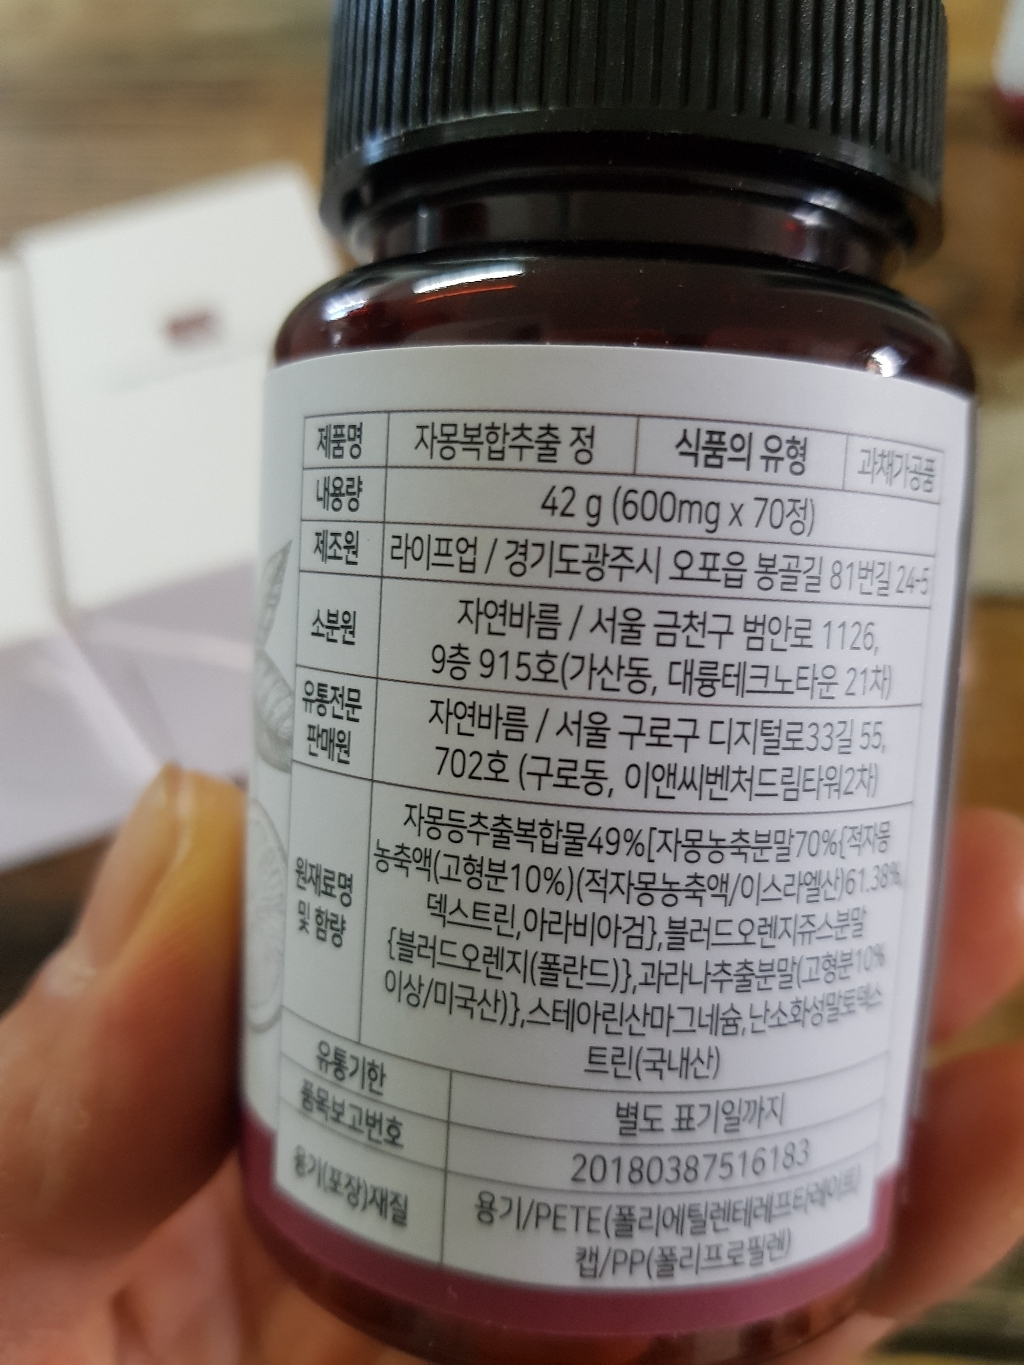 제품명 자몽복합추출 정 식품의 유형 과채가공품
내용량 42 g (600mg x 70정)
제조원 라이프업 / 경기도광주시 오포읍 봉골길 81번길 24-5
소분원 자연바름 / 서울 금천구 범안로 1126,
9층 915호(가산동, 대륭테크노타운 21차)
유통전문
판매원
자연바름 / 서울 구로구 디지털로33길 55,
702호 (구로동, 이앤씨벤처드림타워2차)
원재료명
및 함량
자몽등추출복합물49%[자몽농축분말70%{적자몽
농축액(고형분10%)(적자몽농축액/이스라엘산)61.38%,
덱스트린,아라비아검},블러드오렌지쥬스분말
{블러드오렌지(폴란드)},과라나추출분말(고형분10%
이상/미국산)},스테아린산마그네슘,난소화성말토덱스
트린(국내산)
유통기한 별도 표기일까지
품목보고번호 20180387516183
용기(포장)재질 용기/PETE(폴리에틸렌테레프타레이트)
캡/PP(폴리프로필렌)